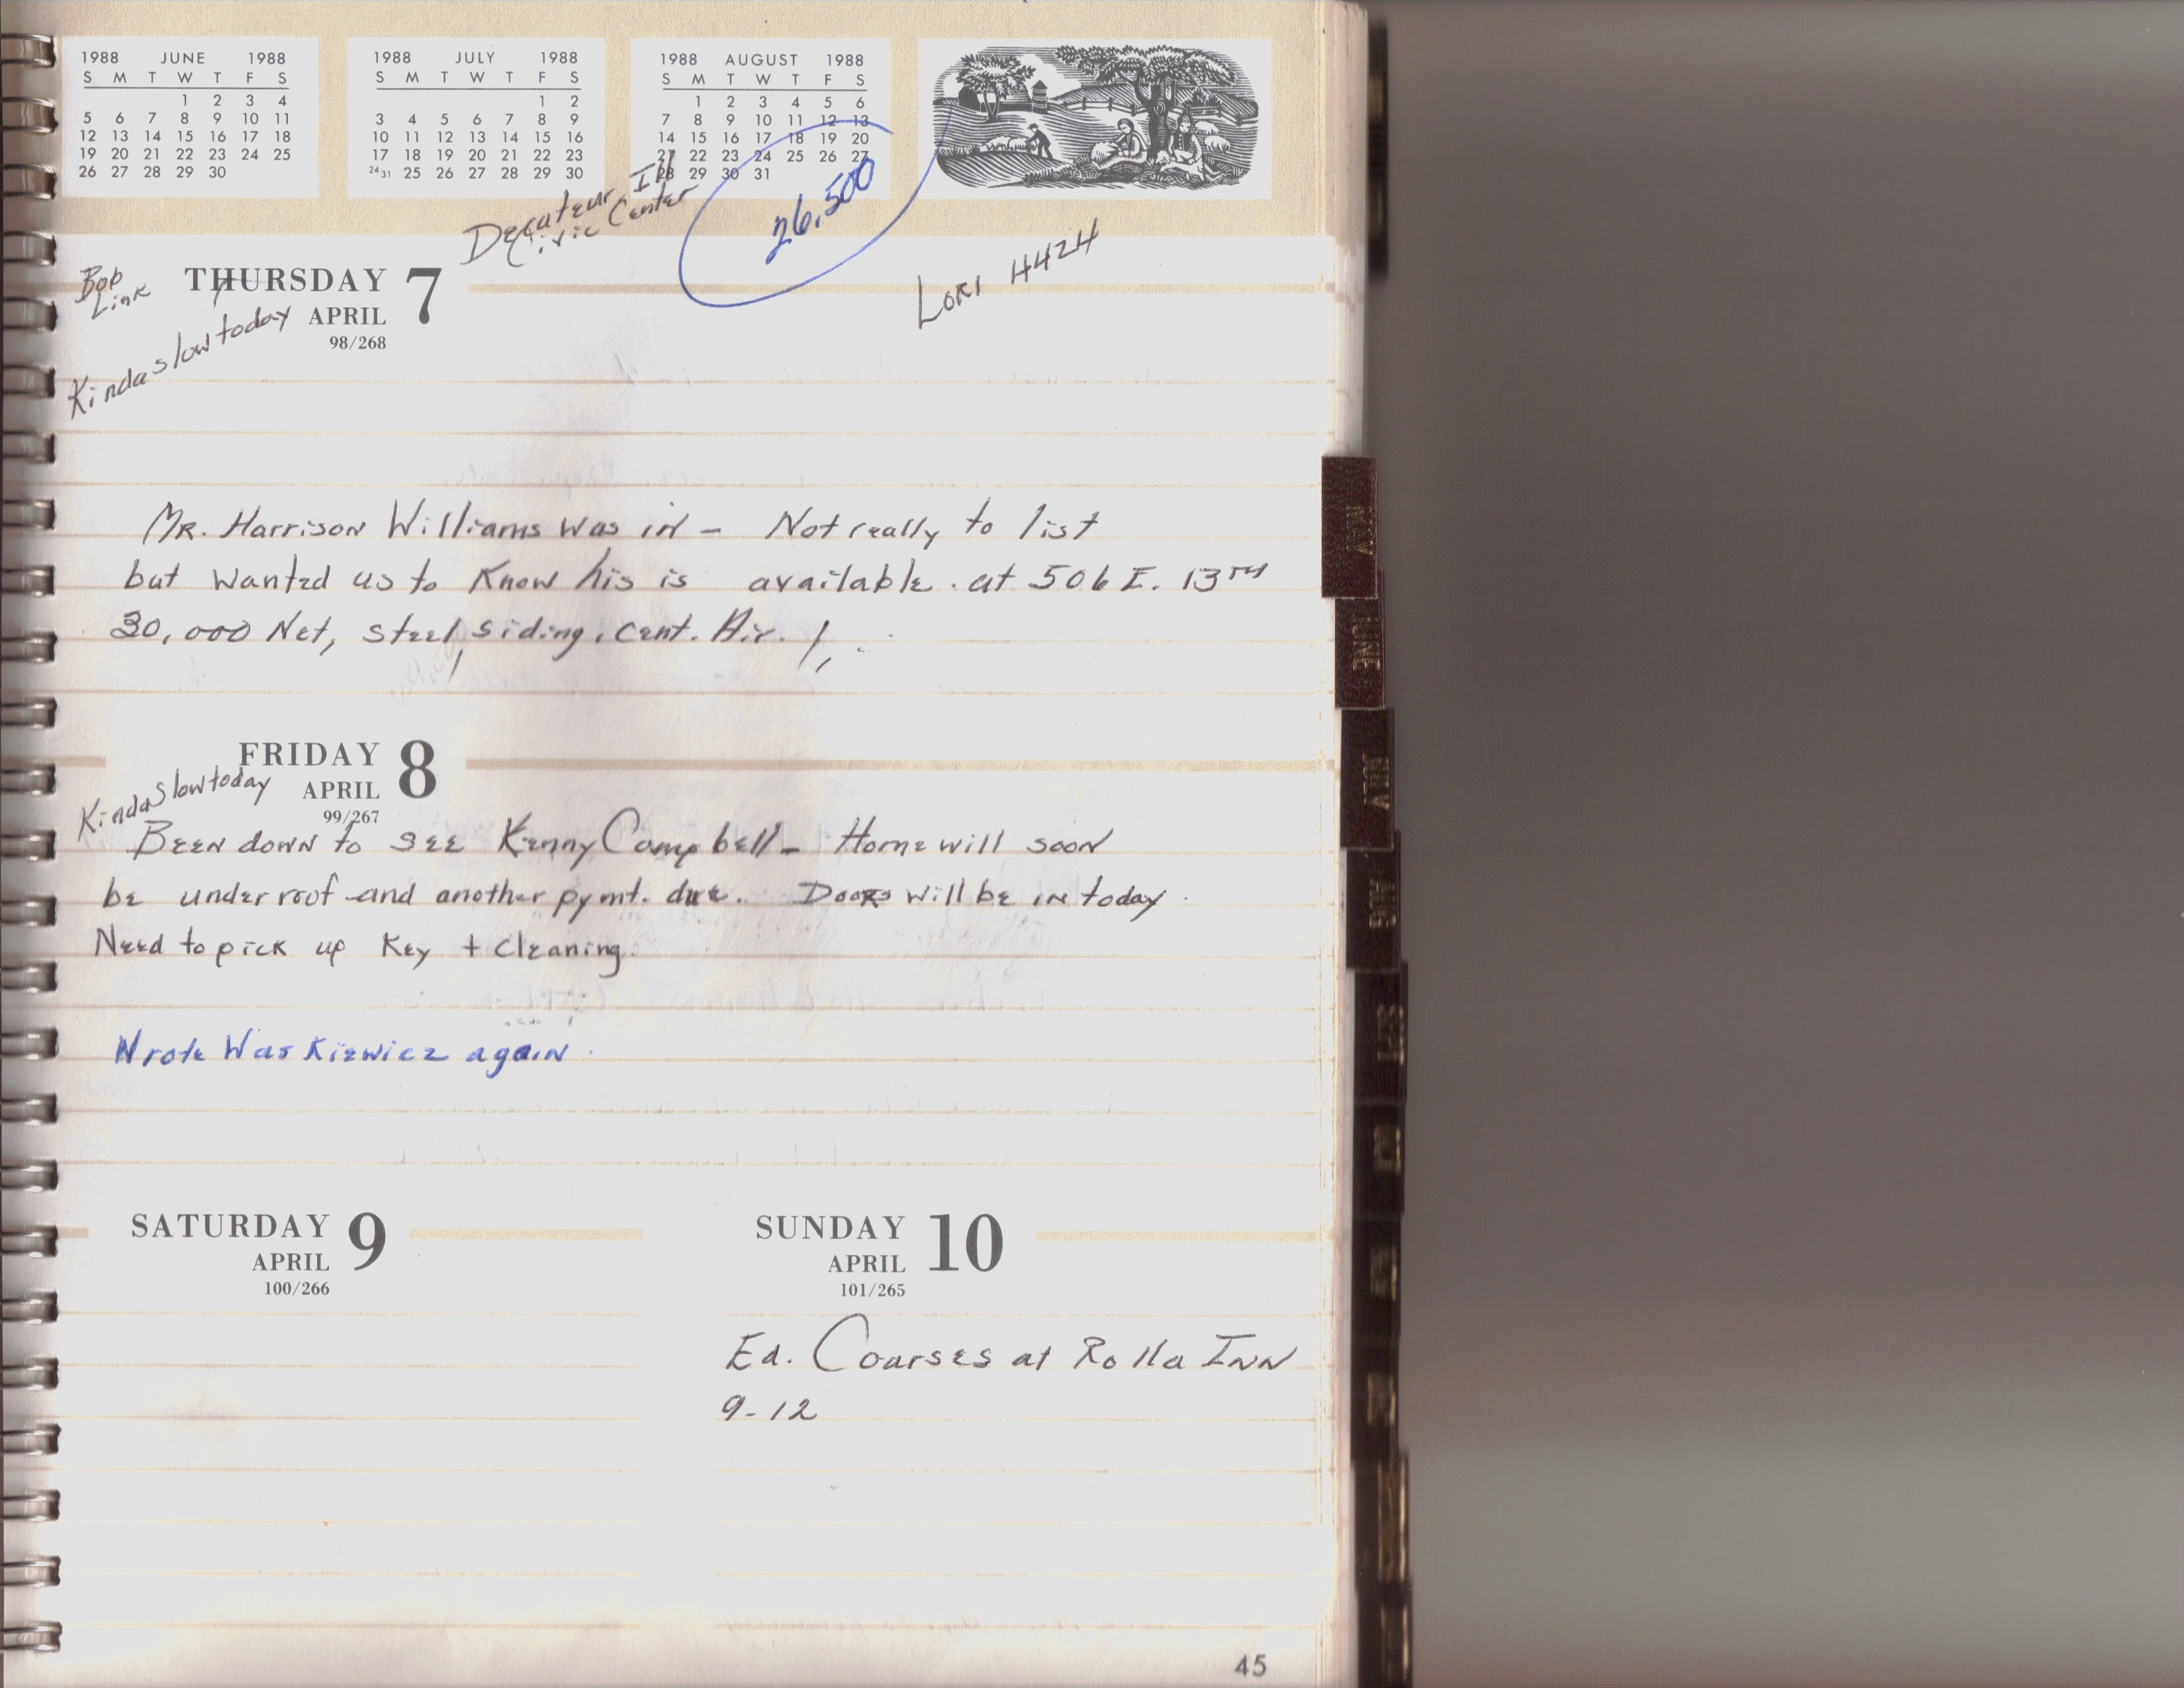 1988 JUNE 1988
S M T W T F S
1 2 3 4
5 6 7 8 9 10 11
12 13 14 15 16 17 18
19 20 21 22 23 24 25
26 27 28 29 30
1988 JULY 1988
S M T W T F S
1 2
3 4 5 6 7 8 9
10 11 12 13 14 15 16
17 18 19 20 21 22 23
24 31 25 26 27 28 29 30
1988 AUGUST 1988
S M T W T F S
1 2 3 4 5 6
7 8 9 10 11 12 13
14 15 16 17 18 19 20
21 22 23 24 25 26 27
28 29 30 31
Decateur Ill
Civic Center
26,500
LORI H424
Bob
Link
THURSDAY 7
APRIL
98/268
Kinda slow today
MR. Harrison Williams was in - Not really to list
but wanted us to know his is available. at 506 E. 13TH
30,000 Net, steel siding, Cent. Air.
FRIDAY 8
APRIL
99/267
Kinda Slow today
Been down to see Kenny Campbell - Home will soon
be under roof and another pymt. due. Doors will be in today.
Need to pick up Key + Cleaning.
Wrote Waskiewicz again.
SATURDAY 9
APRIL
100/266
SUNDAY 10
APRIL
101/265
Ed. Courses at Rolla Inn
9-12
45
MAY
JUNE
JULY
AUG
SEPT